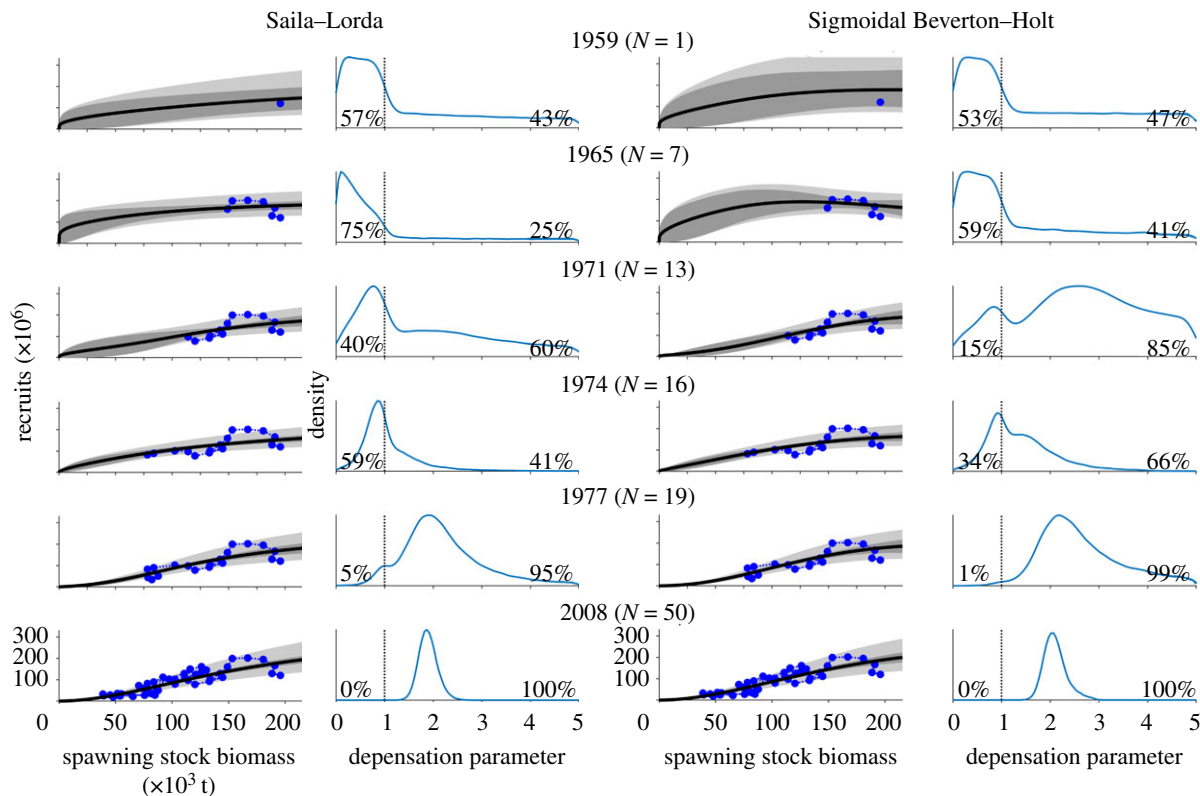 Saila–Lorda
Sigmoidal Beverton–Holt
1959 (N = 1)
57% 43% 53% 47%
1965 (N = 7)
75% 25% 59% 41%
1971 (N = 13)
40% 60% 15% 85%
recruits (×10⁶)
density
1974 (N = 16)
59% 41% 34% 66%
1977 (N = 19)
5% 95% 1% 99%
2008 (N = 50)
300 300
200 200
100 100
0% 100% 0% 100%
0 50 100 150 200 0 1 2 3 4 5 0 50 100 150 200 0 1 2 3 4 5
spawning stock biomass depensation parameter spawning stock biomass depensation parameter
(×10³ t)